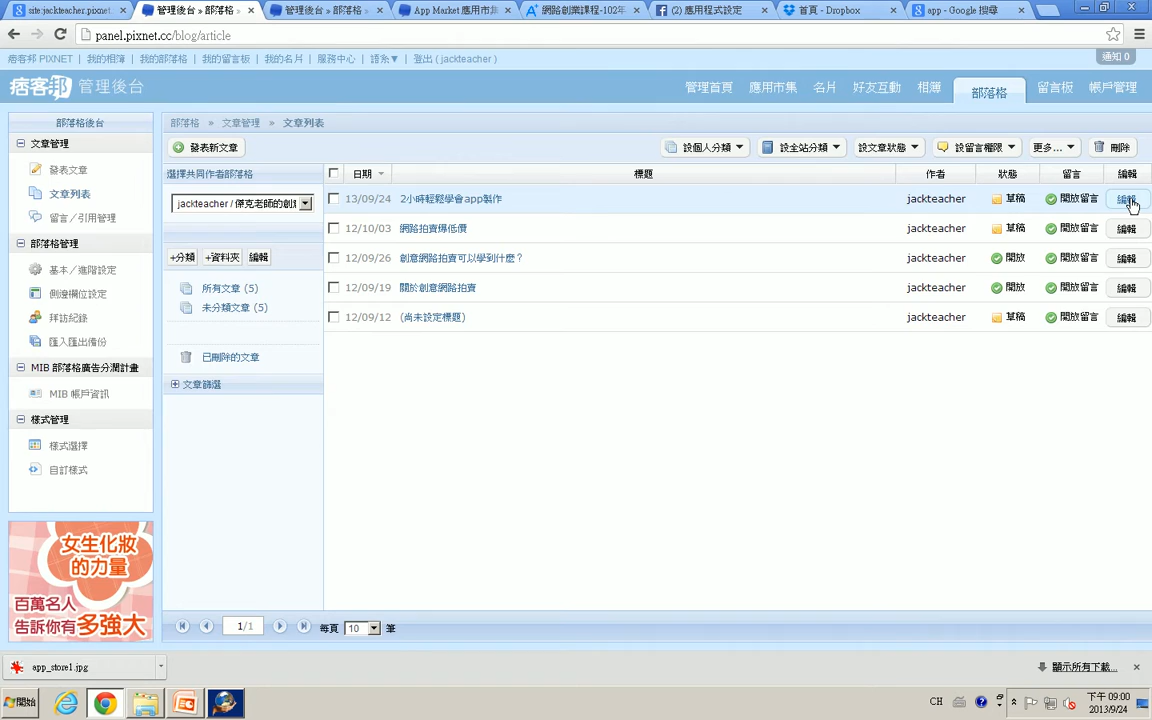 site:jackteacher.pixnet
管理後台 » 部落格 »
管理後台 » 部落格 »
App Market 應用市集
網路創業課程-102年
(2) 應用程式設定
首頁 - Dropbox
app - Google 搜尋
panel.pixnet.cc/blog/article
痞客邦 PIXNET | 我的相簿 | 我的部落格 | 我的留言板 | 我的名片 | 服務中心 | 語系▼ | 登出 ( jackteacher )
通知 0
痞客邦 管理後台
管理首頁 應用市集 名片 好友互動 相簿 部落格 留言板 帳戶管理
部落格後台
部落格 » 文章管理 » 文章列表
文章管理
發表文章
文章列表
留言／引用管理
部落格管理
基本／進階設定
側邊欄位設定
拜訪紀錄
匯入匯出備份
MIB 部落格廣告分潤計畫
MIB 帳戶資訊
樣式管理
樣式選擇
自訂樣式
女生化妝
的力量
百萬名人
告訴你有多強大
發表新文章
設個人分類
設全站分類
設文章狀態
設留言權限
更多...
刪除
選擇共同作者部落格
jackteacher / 傑克老師的創
+分類 +資料夾 編輯
所有文章 (5)
未分類文章 (5)
已刪除的文章
文章篩選
日期 標題 作者 狀態 留言 編輯
13/09/24 2小時輕鬆學會app製作 jackteacher 草稿 開放留言 編輯
12/10/03 網路拍賣爆低價 jackteacher 草稿 開放留言 編輯
12/09/26 創意網路拍賣可以學到什麼？ jackteacher 開放 開放留言 編輯
12/09/19 關於創意網路拍賣 jackteacher 開放 開放留言 編輯
12/09/12 (尚未設定標題) jackteacher 草稿 開放留言 編輯
1/1 每頁 10 筆
app_store1.jpg
顯示所有下載...
開始
CH
下午 09:00
2013/9/24